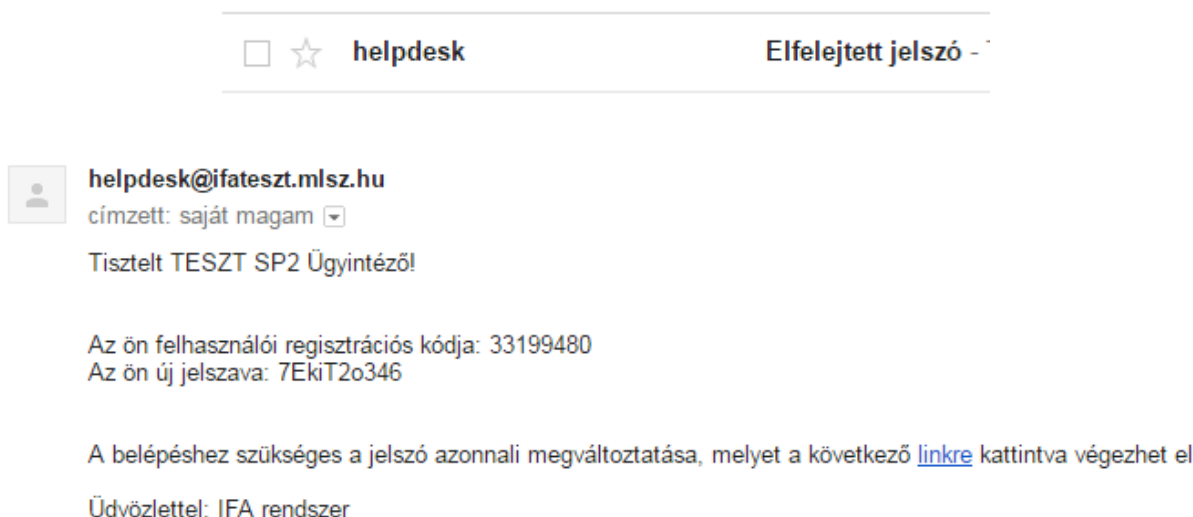 helpdesk Elfelejtett jelszó -
helpdesk@ifateszt.mlsz.hu
címzett: saját magam
Tisztelt TESZT SP2 Ügyintéző!
Az ön felhasználói regisztrációs kódja: 33199480
Az ön új jelszava: 7EkiT2o346
A belépéshez szükséges a jelszó azonnali megváltoztatása, melyet a következő linkre kattintva végezhet el
Üdvözlettel: IFA rendszer